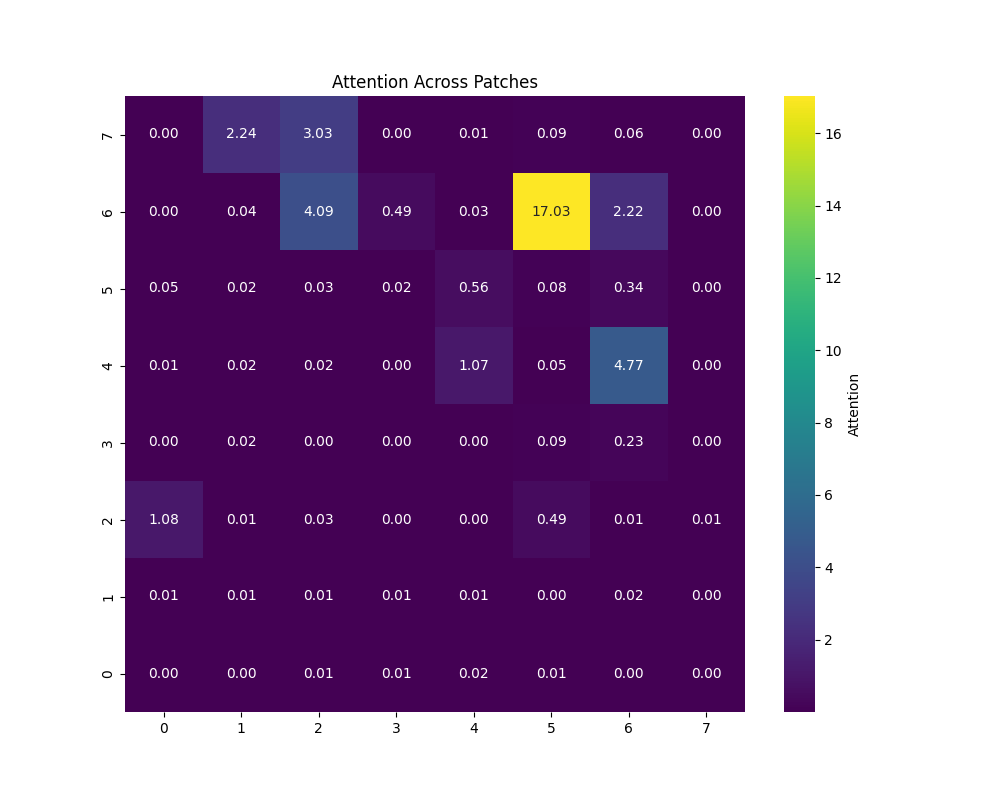 Attention Across Patches
7 0.00 2.24 3.03 0.00 0.01 0.09 0.06 0.00
6 0.00 0.04 4.09 0.49 0.03 17.03 2.22 0.00
5 0.05 0.02 0.03 0.02 0.56 0.08 0.34 0.00
4 0.01 0.02 0.02 0.00 1.07 0.05 4.77 0.00
3 0.00 0.02 0.00 0.00 0.00 0.09 0.23 0.00
2 1.08 0.01 0.03 0.00 0.00 0.49 0.01 0.01
1 0.01 0.01 0.01 0.01 0.01 0.00 0.02 0.00
0 0.00 0.00 0.01 0.01 0.02 0.01 0.00 0.00
0 1 2 3 4 5 6 7
16
14
12
10
8
6
4
2
Attention